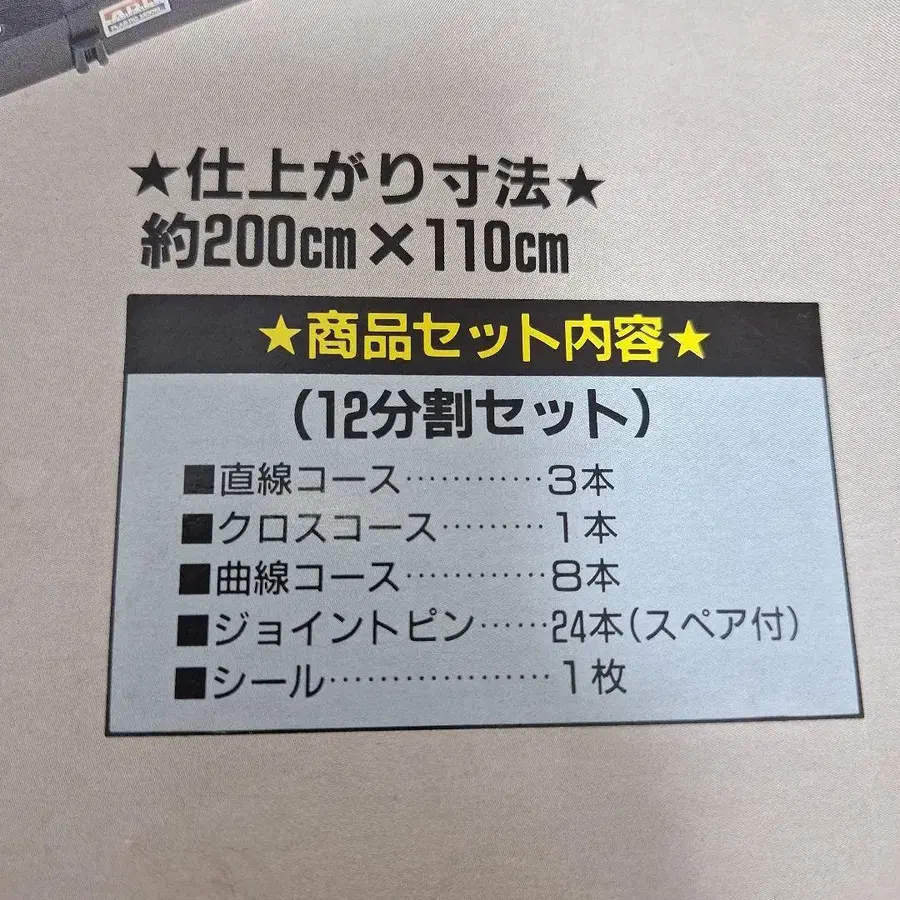 ★仕上がり寸法★
約200cm×110cm
★商品セット内容★
(12分割セット)
■直線コース…………3本
■クロスコース………1本
■曲線コース…………8本
■ジョイントピン……24本(スペア付)
■シール………………1枚